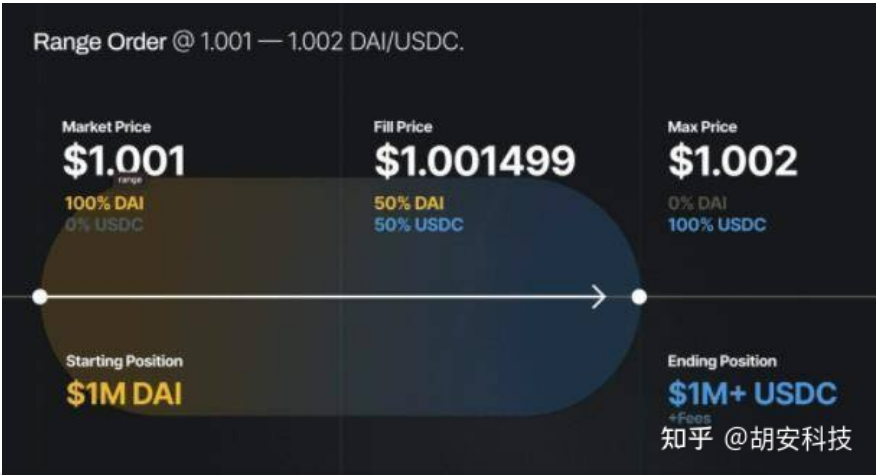 Range Order @ 1.001 — 1.002 DAI/USDC.
Market Price
$1.001
range
100% DAI
0% USDC
Fill Price
$1.001499
50% DAI
50% USDC
Max Price
$1.002
0% DAI
100% USDC
Starting Position
$1M DAI
Ending Position
$1M+ USDC
+Fees
知乎 @胡安科技